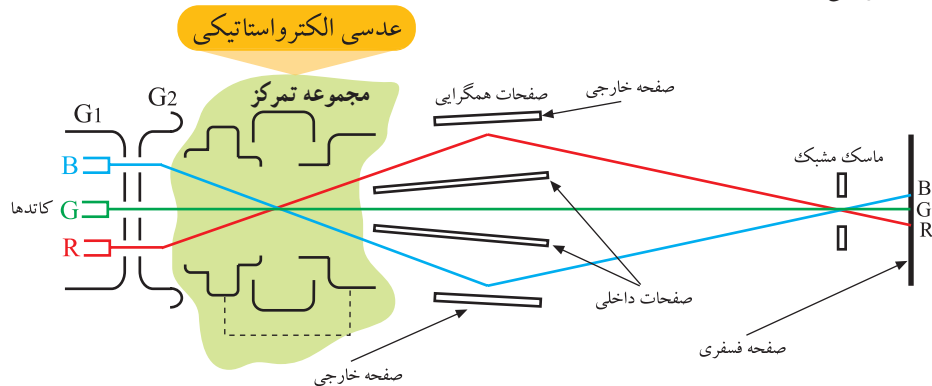 عدسی الکترواستاتیکی
مجموعه تمرکز
G1
G2
صفحات همگرایی
صفحه خارجی
ماسک مشبک
B
G
R
کاتدها
B
G
R
صفحات داخلی
صفحه خارجی
صفحه فسفری